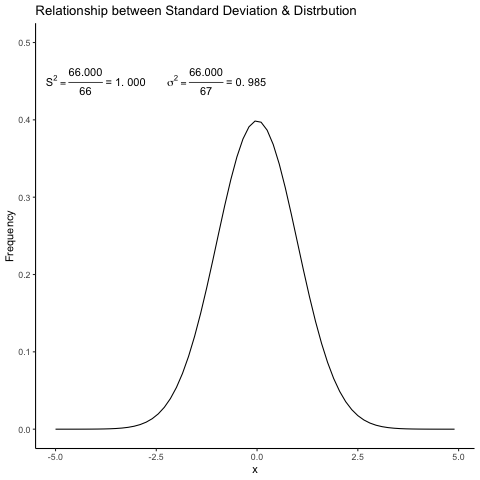 Relationship between Standard Deviation & Distrbution
0.5
S² = 66.000/66 = 1. 000 σ² = 66.000/67 = 0. 985
0.4
0.3
0.2
0.1
0.0
Frequency
-5.0 -2.5 0.0 2.5 5.0
x